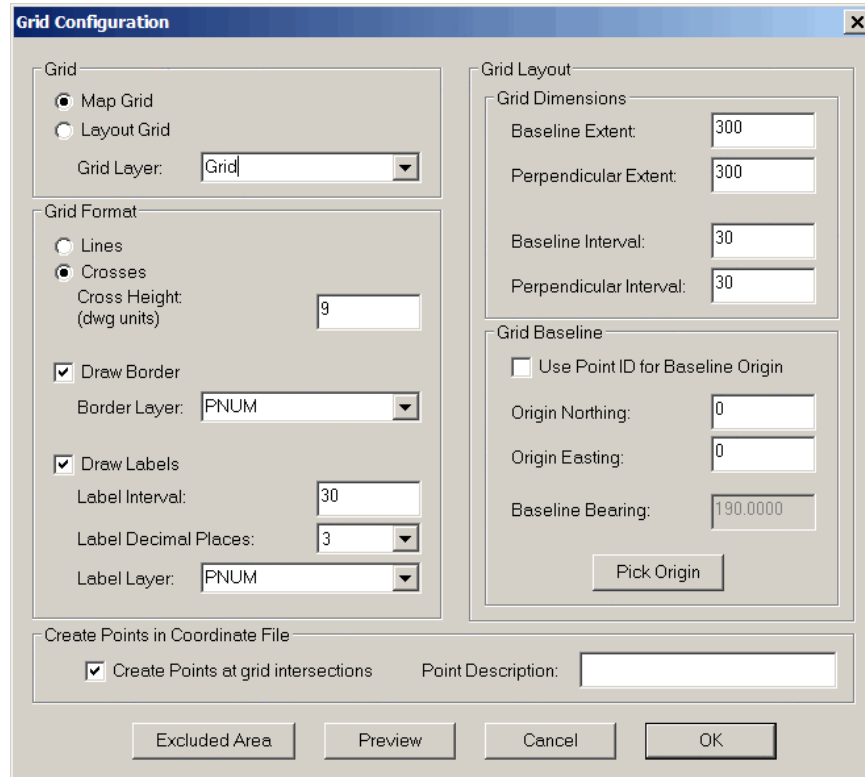 Grid Configuration
Grid
Map Grid
Layout Grid
Grid Layer: Grid
Grid Format
Lines
Crosses
Cross Height:
(dwg units) 9
Draw Border
Border Layer: PNUM
Draw Labels
Label Interval: 30
Label Decimal Places: 3
Label Layer: PNUM
Grid Layout
Grid Dimensions
Baseline Extent: 300
Perpendicular Extent: 300
Baseline Interval: 30
Perpendicular Interval: 30
Grid Baseline
Use Point ID for Baseline Origin
Origin Northing: 0
Origin Easting: 0
Baseline Bearing: 190.0000
Pick Origin
Create Points in Coordinate File
Create Points at grid intersections Point Description:
Excluded Area Preview Cancel OK